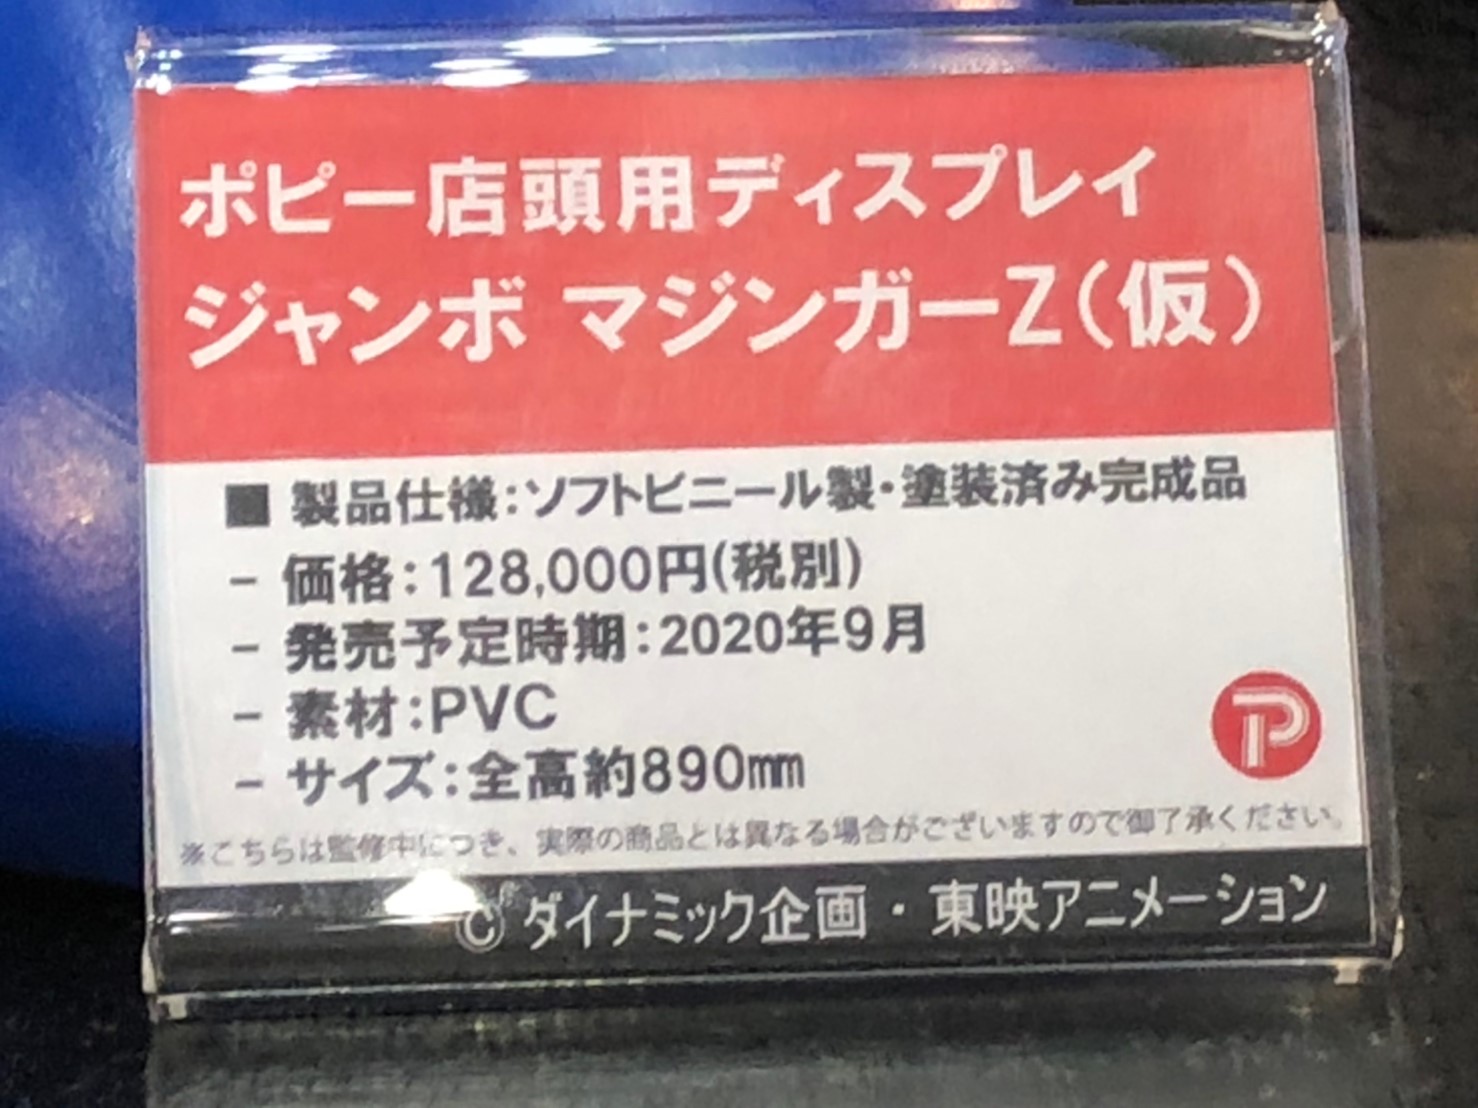 ポピー店頭用ディスプレイ
ジャンボ マジンガーZ(仮)
■ 製品仕様:ソフトビニール製・塗装済み完成品
- 価格:128,000円(税別)
- 発売予定時期:2020年9月
- 素材:PVC
- サイズ:全高約890mm
P
※こちらは監修中につき、実際の商品とは異なる場合がございますので御了承ください。
© ダイナミック企画・東映アニメーション